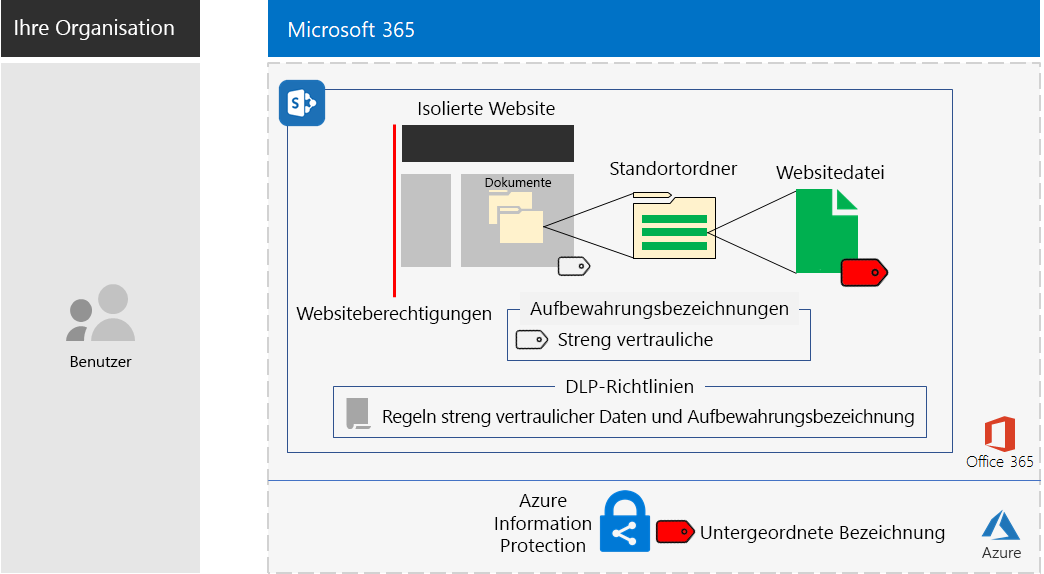 Ihre Organisation
Microsoft 365
S
Isolierte Website
Dokumente
Standortordner
Websitedatei
Websiteberechtigungen
Aufbewahrungsbezeichnungen
Streng vertrauliche
Benutzer
DLP-Richtlinien
Regeln streng vertraulicher Daten und Aufbewahrungsbezeichnung
Office 365
Azure
Information
Protection
Untergeordnete Bezeichnung
Azure